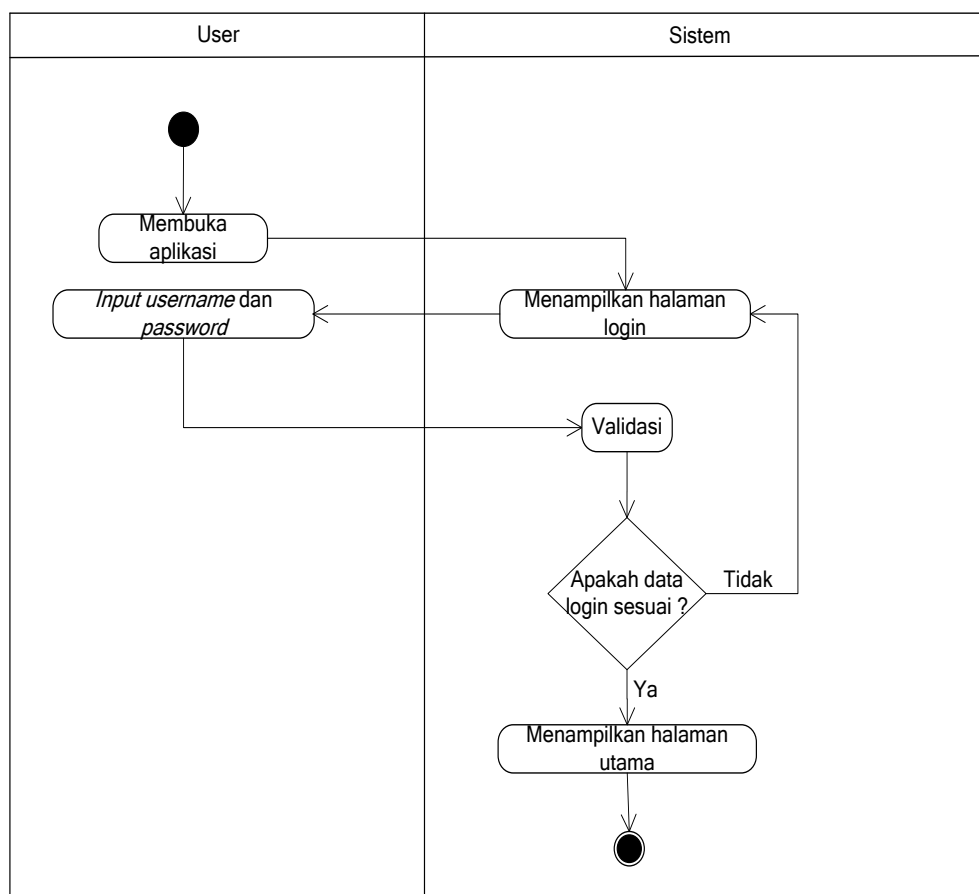 User
Sistem
Membuka
aplikasi
Input username dan
password
Menampilkan halaman
login
Validasi
Apakah data
login sesuai ?
Tidak
Ya
Menampilkan halaman
utama